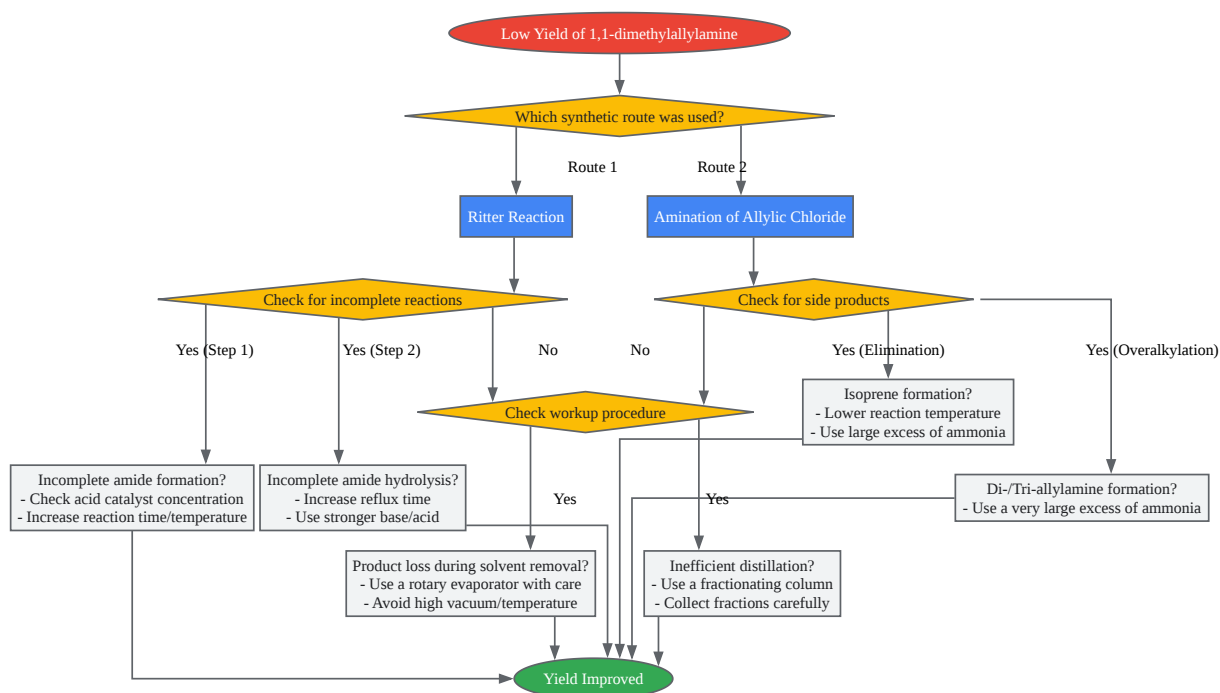 Low Yield of 1,1-dimethylallylamine
Which synthetic route was used?
Route 1
Route 2
Ritter Reaction
Amination of Allylic Chloride
Check for incomplete reactions
Check for side products
Yes (Step 1)
Yes (Step 2)
No
No
Yes (Elimination)
Yes (Overalkylation)
Isoprene formation?
- Lower reaction temperature
- Use large excess of ammonia
Check workup procedure
Incomplete amide formation?
- Check acid catalyst concentration
- Increase reaction time/temperature
Incomplete amide hydrolysis?
- Increase reflux time
- Use stronger base/acid
Yes
Yes
Di-/Tri-allylamine formation?
- Use a very large excess of ammonia
Product loss during solvent removal?
- Use a rotary evaporator with care
- Avoid high vacuum/temperature
Inefficient distillation?
- Use a fractionating column
- Collect fractions carefully
Yield Improved